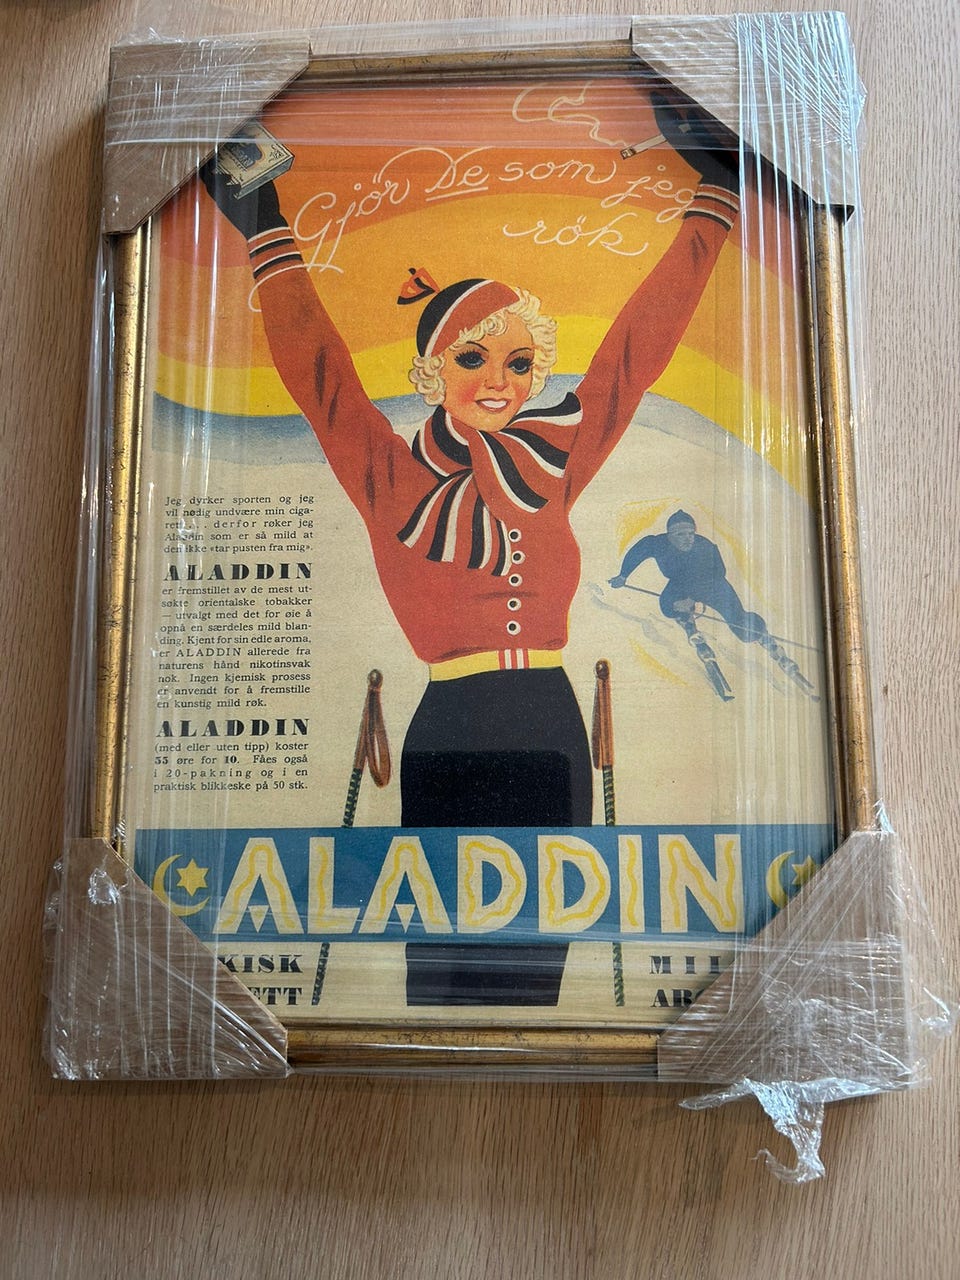 Gjör De som jeg
rök
Jeg dyrker sporten og jeg
vil nødig undvære min ciga-
rett . . . derfor røker jeg
Aladdin som er så mild at
den ikke «tar pusten fra mig».
ALADDIN
er fremstillet av de mest ut-
søkte orientalske tobakker
— utvalgt med det for øie å
opnå en særdeles mild blan-
ding. Kjent for sin edle aroma,
er ALADDIN allerede fra
naturens hånd nikotinsvak
nok. Ingen kjemisk prosess
er anvendt for å fremstille
en kunstig mild røk.
ALADDIN
(med eller uten tipp) koster
55 øre for 10. Fåes også
i 20-pakning og i en
praktisk blikkeske på 50 stk.
ALADDIN
KISK MIL
ETT ARO